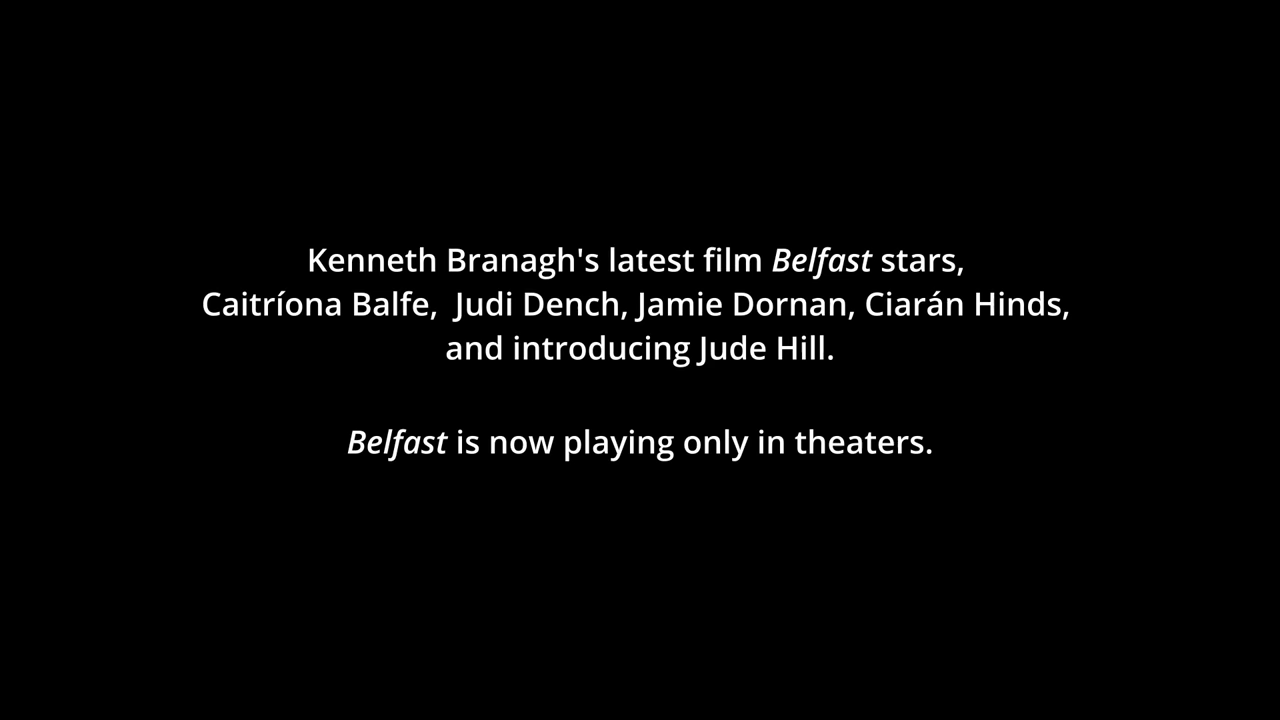 Kenneth Branagh's latest film Belfast stars,
Caitríona Balfe,  Judi Dench, Jamie Dornan, Ciarán Hinds,
and introducing Jude Hill.
Belfast is now playing only in theaters.